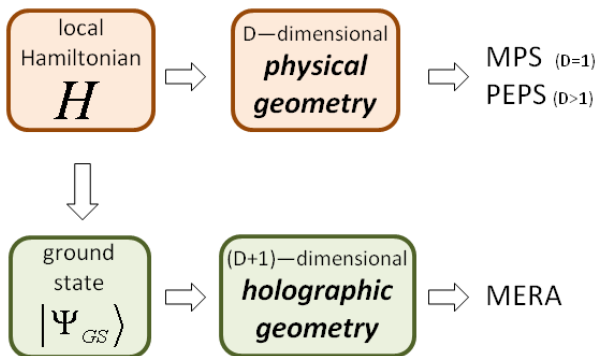 local
Hamiltonian
H
D—dimensional
physical
geometry
MPS (D=1)
PEPS (D>1)
ground
state
|Ψ_GS⟩
(D+1)—dimensional
holographic
geometry
MERA